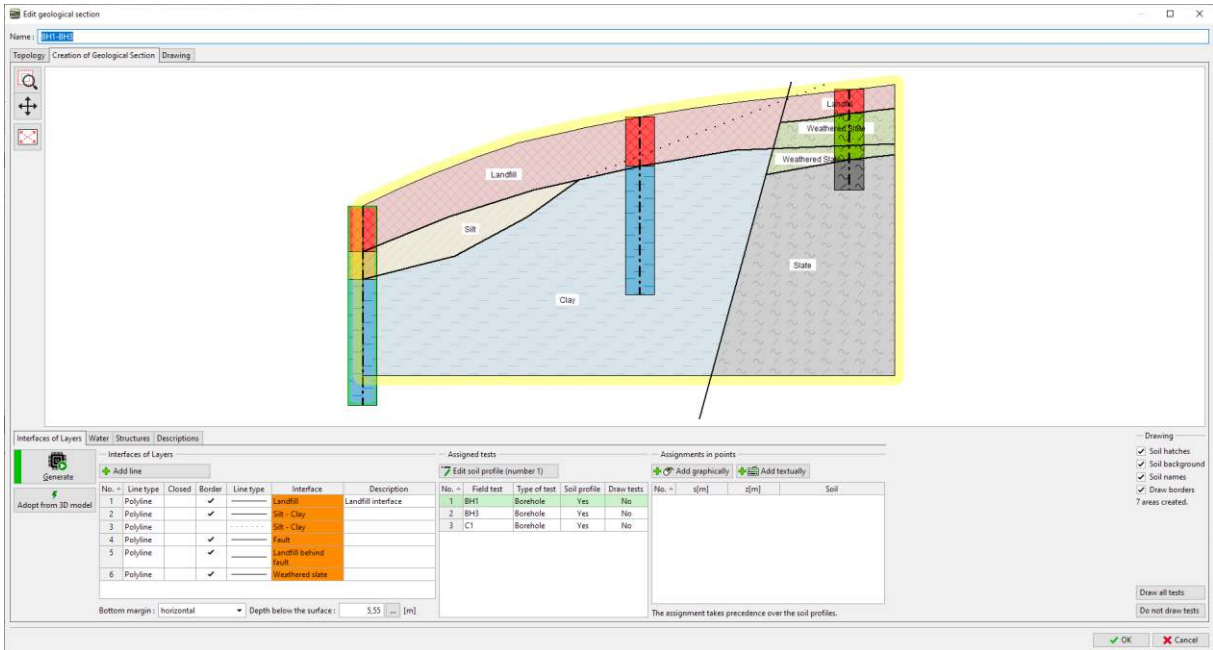 Edit geological section
Name : BH1-BH3
Topology Creation of Geological Section Drawing
Landfill
Weathered Slate
Weathered Slate
Landfill
Silt
Slate
Clay
Interfaces of Layers Water Structures Descriptions
Generate
Adopt from 3D model
Interfaces of Layers
Add line
No. Line type Closed Border Line type Interface Description
1 Polyline Landfill Landfill interface
2 Polyline Silt - Clay
3 Polyline Silt - Clay
4 Polyline Fault
5 Polyline Landfill behind
fault
6 Polyline Weathered slate
Bottom margin : horizontal Depth below the surface : 5,55 ... [m]
Assigned tests
Edit soil profile (number 1)
No. Field test Type of test Soil profile Draw tests
1 BH1 Borehole Yes No
2 BH3 Borehole Yes No
3 C1 Borehole Yes No
Assignments in points
Add graphically Add textually
No. s[m] z[m] Soil
The assignment takes precedence over the soil profiles.
Drawing
Soil hatches
Soil background
Soil names
Draw borders
7 areas created.
Draw all tests
Do not draw tests
OK Cancel